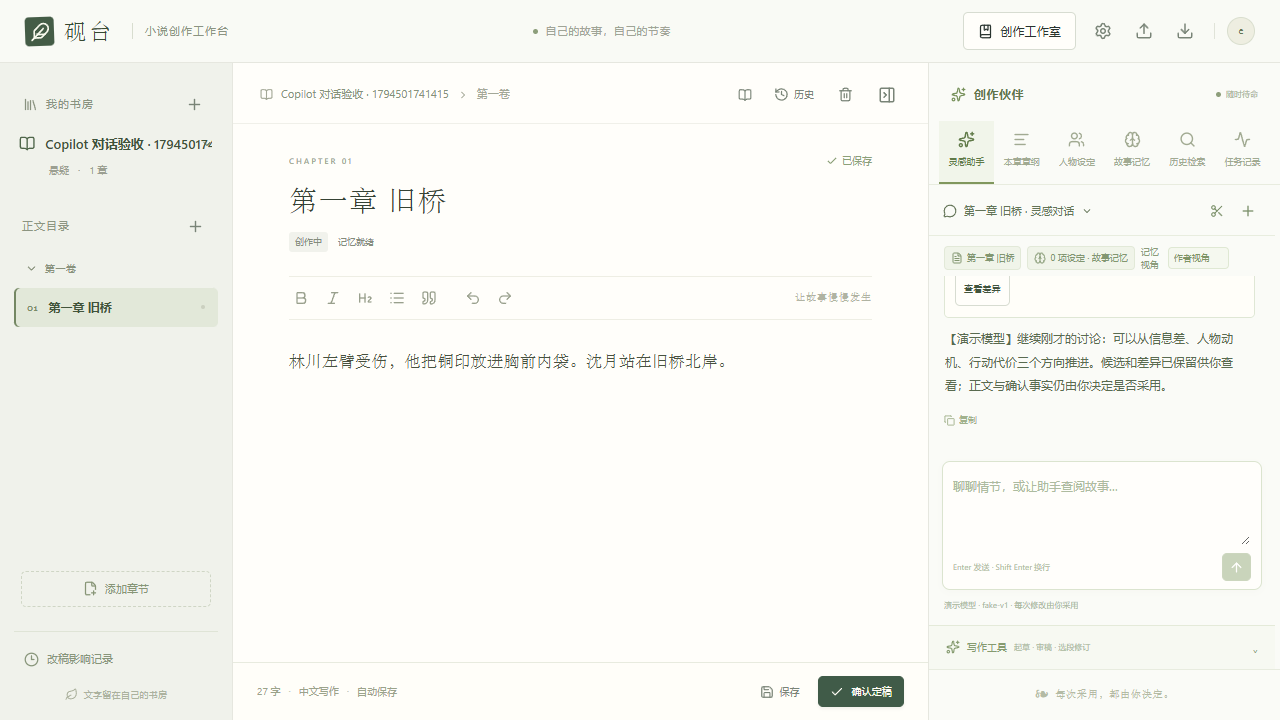 砚台
小说创作工作台
自己的故事，自己的节奏
创作工作室
c
我的书房
Copilot 对话验收 · 1794501741415
第一卷
历史
创作伙伴
随时待命
Copilot 对话验收 · 17945017
悬疑 · 1 章
灵感助手
本章章纲
人物设定
故事记忆
历史检索
任务记录
CHAPTER 01
已保存
第一章 旧桥
创作中
记忆就绪
正文目录
第一卷
01 第一章 旧桥
H2
让故事慢慢发生
林川左臂受伤，他把铜印放进胸前内袋。沈月站在旧桥北岸。
第一章 旧桥 · 灵感对话
第一章 旧桥
0 项设定 · 故事记忆
记忆
视角
作者视角
查看差异
【演示模型】继续刚才的讨论：可以从信息差、人物动
机、行动代价三个方向推进。候选和差异已保留供你查
看；正文与确认事实仍由你决定是否采用。
复制
聊聊情节，或让助手查阅故事...
Enter 发送 · Shift Enter 换行
演示模型 · fake-v1 · 每次修改由你采用
写作工具
起草 · 审稿 · 选段修订
每次采用，都由你决定。
添加章节
改稿影响记录
文字留在自己的书房
27 字 · 中文写作 · 自动保存
保存
确认定稿